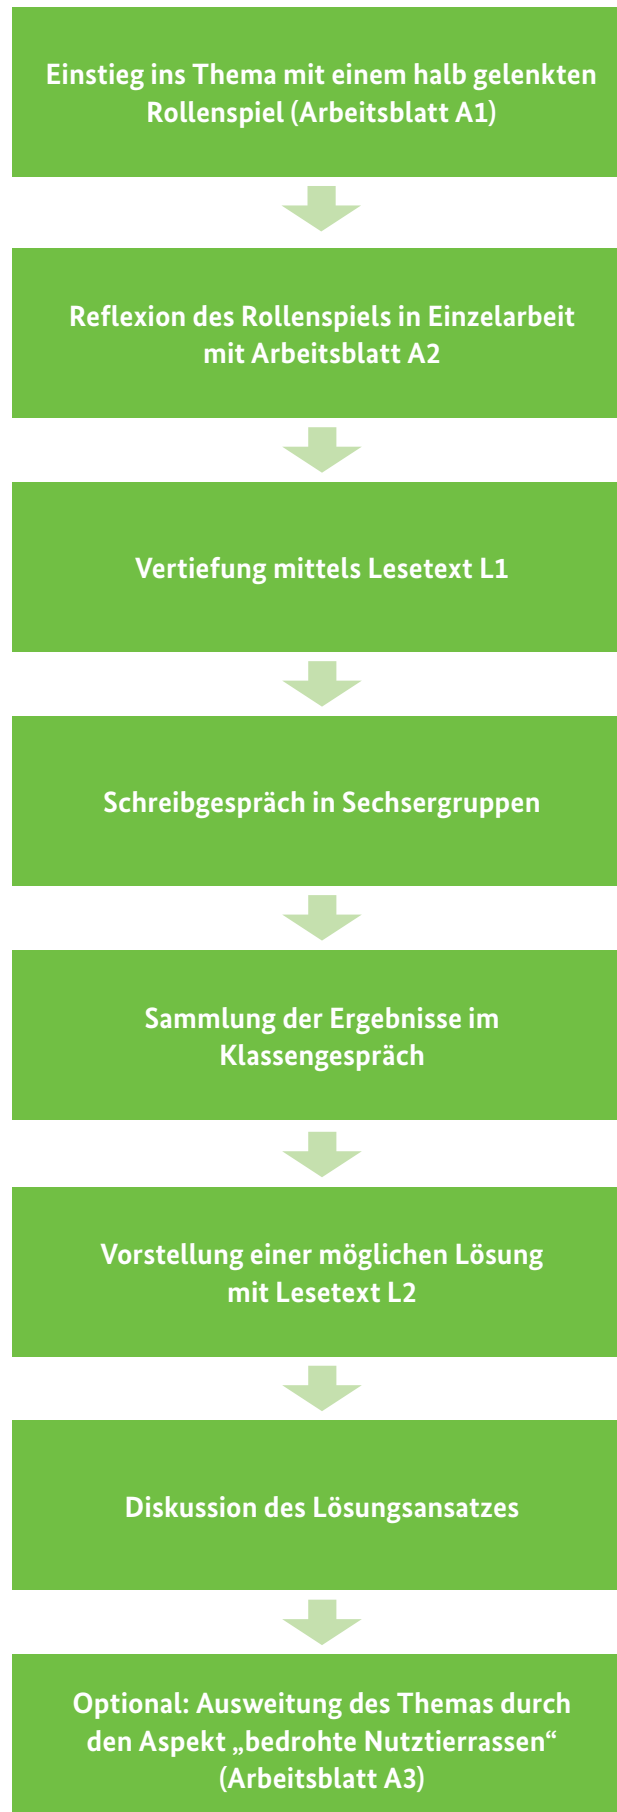 Einstieg ins Thema mit einem halb gelenkten
Rollenspiel (Arbeitsblatt A1)
Reflexion des Rollenspiels in Einzelarbeit
mit Arbeitsblatt A2
Vertiefung mittels Lesetext L1
Schreibgespräch in Sechsergruppen
Sammlung der Ergebnisse im
Klassengespräch
Vorstellung einer möglichen Lösung
mit Lesetext L2
Diskussion des Lösungsansatzes
Optional: Ausweitung des Themas durch
den Aspekt „bedrohte Nutztierrassen“
(Arbeitsblatt A3)